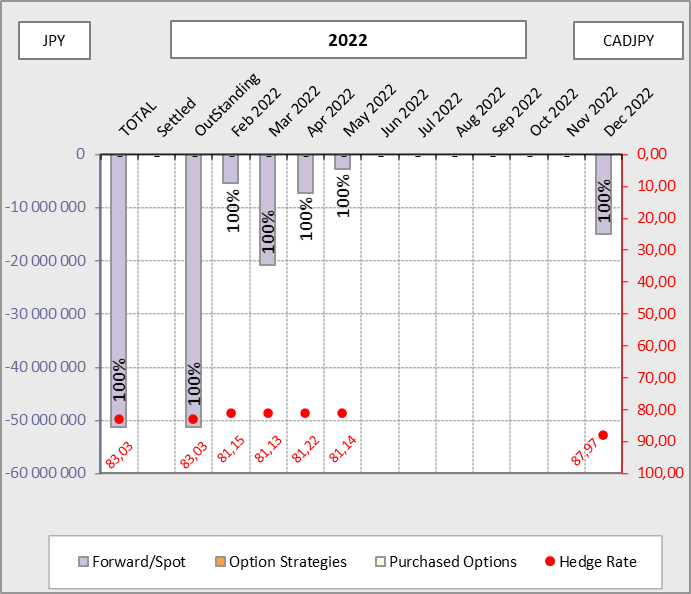 JPY
2022
CADJPY
TOTAL
Settled
OutStanding
Feb 2022
Mar 2022
Apr 2022
May 2022
Jun 2022
Jul 2022
Aug 2022
Sep 2022
Oct 2022
Nov 2022
Dec 2022
0
-10 000 000
-20 000 000
-30 000 000
-40 000 000
-50 000 000
-60 000 000
100%
100%
100%
100%
100%
100%
100%
83,03
83,03
81,15
81,13
81,22
81,14
87,97
0,00
10,00
20,00
30,00
40,00
50,00
60,00
70,00
80,00
90,00
100,00
Forward/Spot
Option Strategies
Purchased Options
Hedge Rate